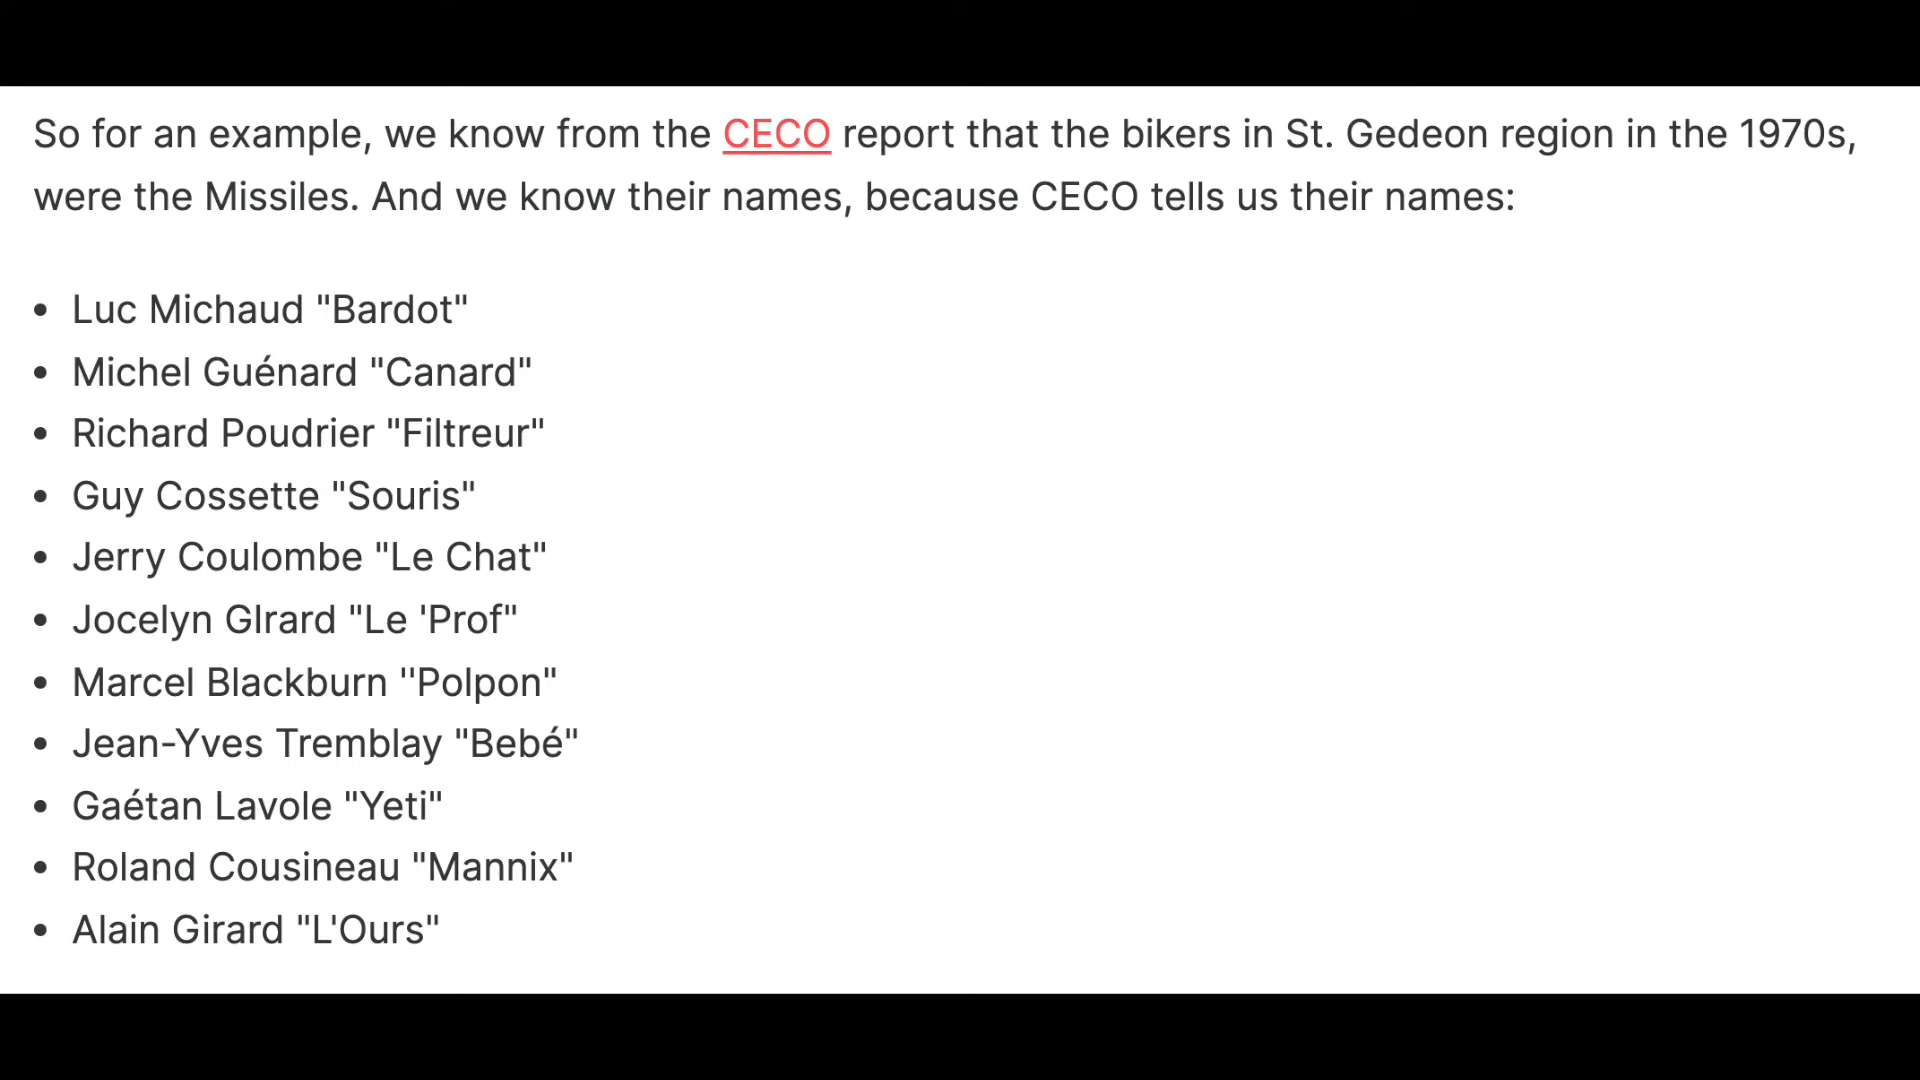 So for an example, we know from the CECO report that the bikers in St. Gedeon region in the 1970s,
were the Missiles. And we know their names, because CECO tells us their names:
• Luc Michaud "Bardot"
• Michel Guénard "Canard"
• Richard Poudrier "Filtreur"
• Guy Cossette "Souris"
• Jerry Coulombe "Le Chat"
• Jocelyn GIrard "Le 'Prof"
• Marcel Blackburn ''Polpon"
• Jean-Yves Tremblay "Bebé"
• Gaétan Lavole "Yeti"
• Roland Cousineau "Mannix"
• Alain Girard "L'Ours"